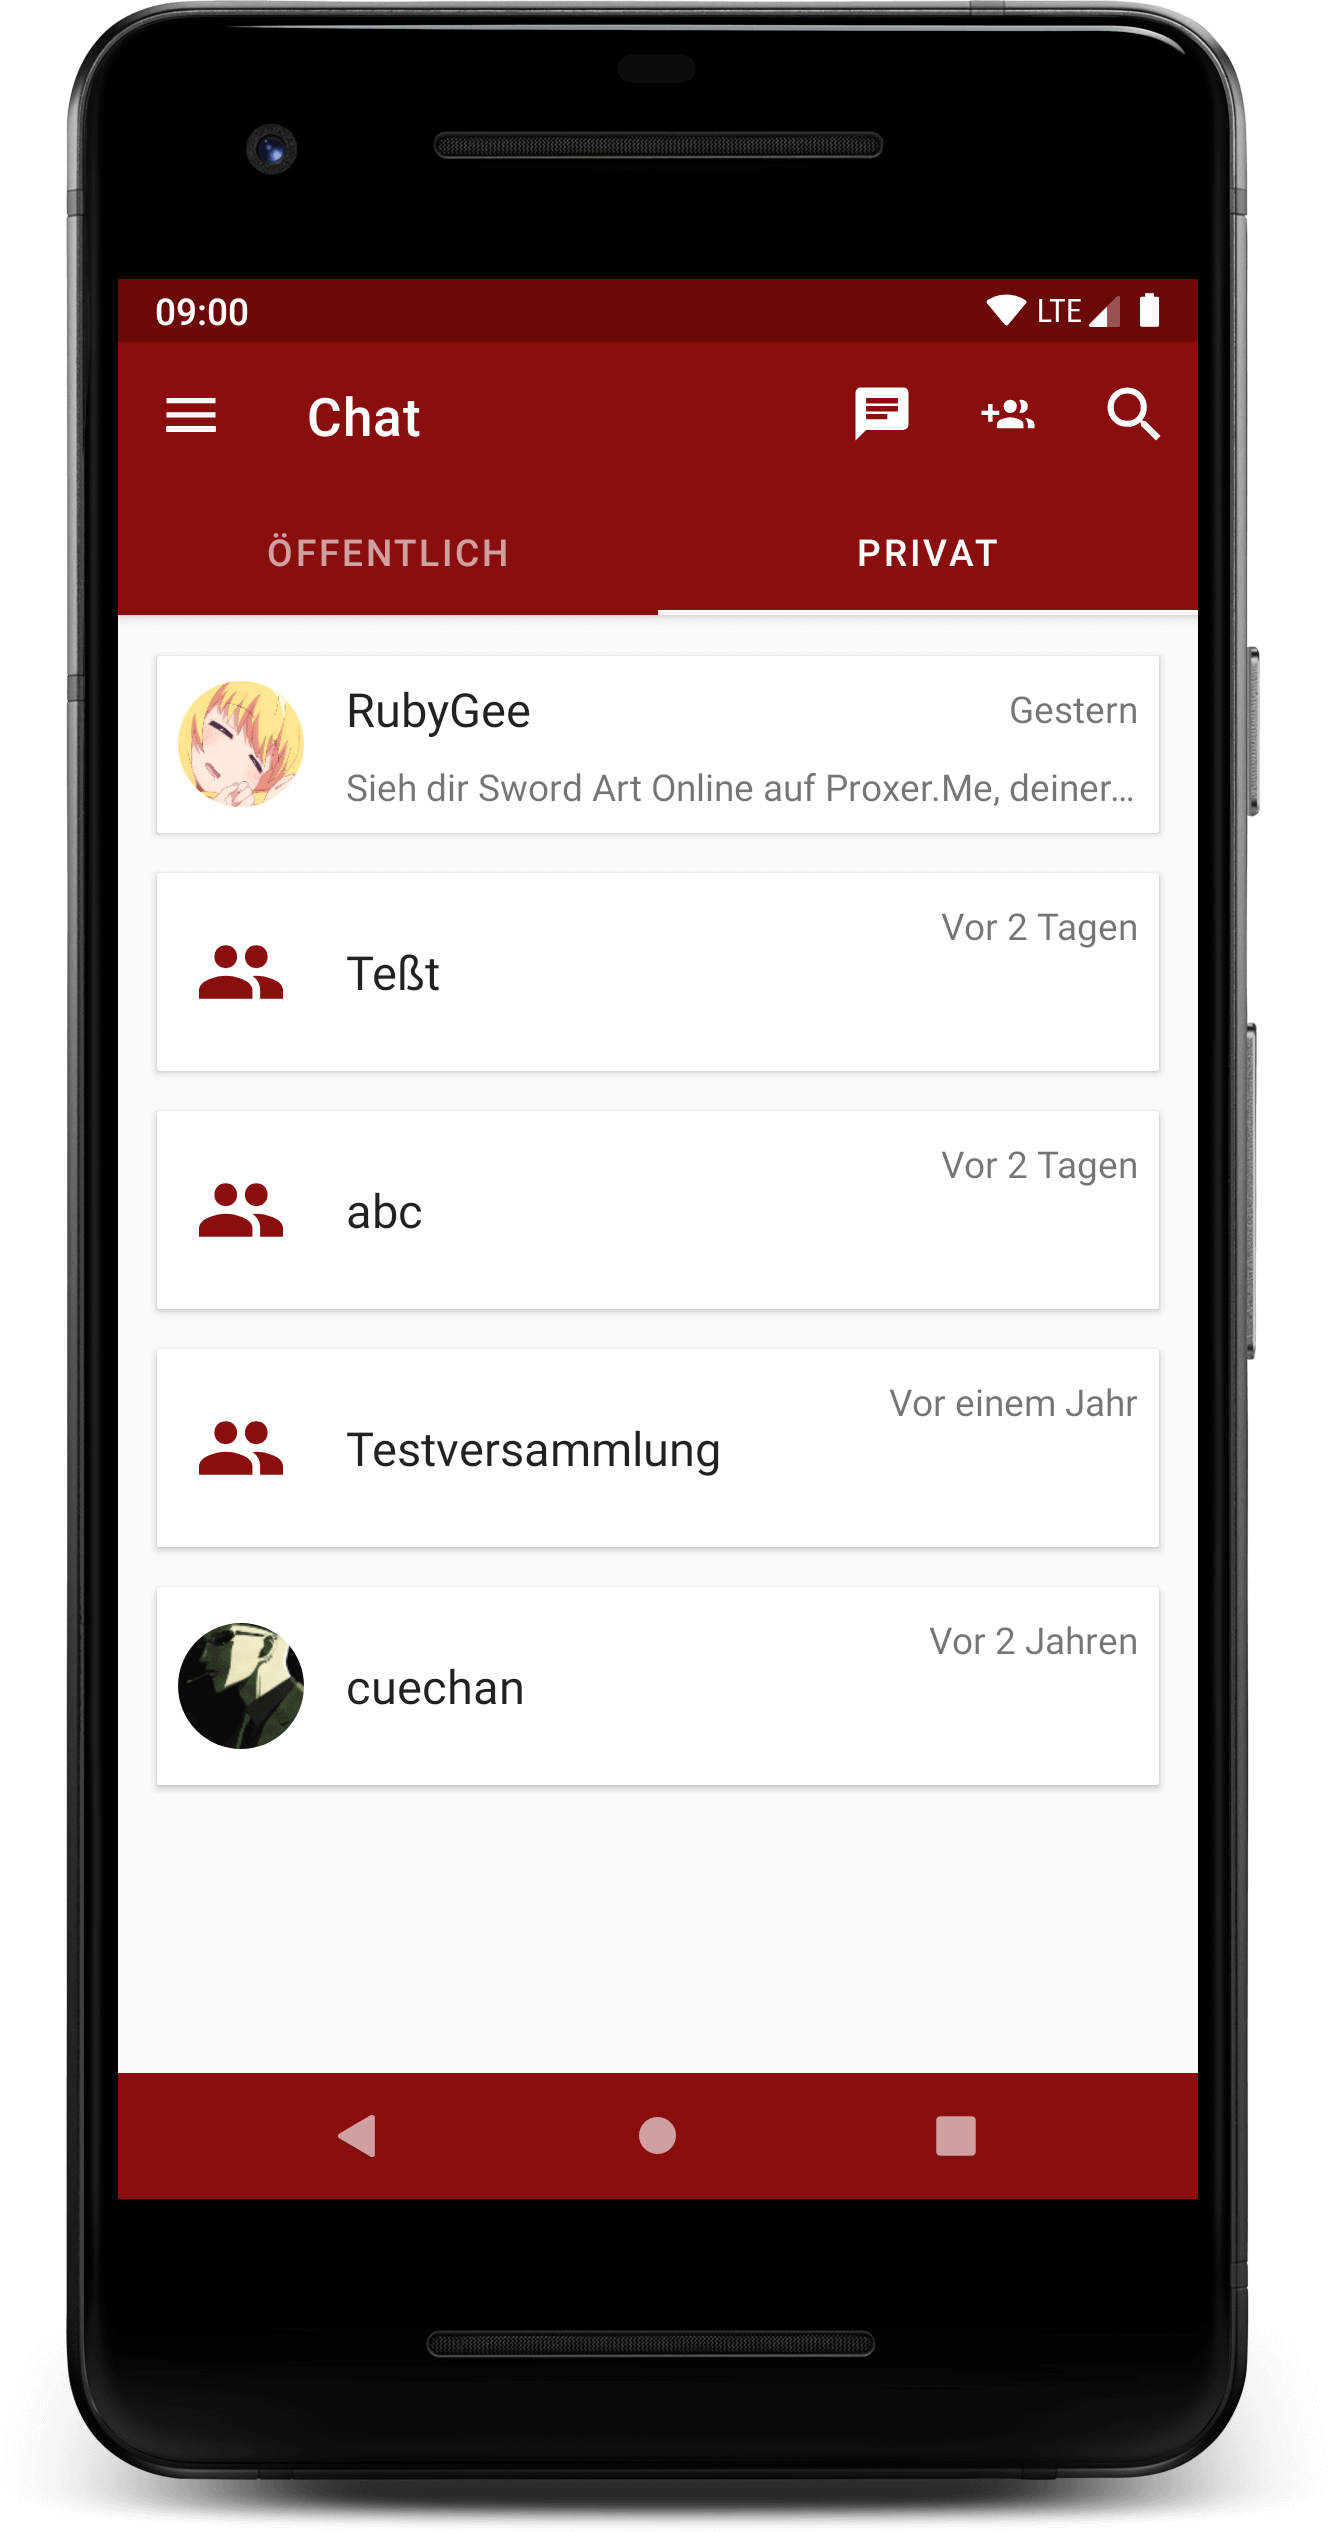 09:00
LTE
Chat
ÖFFENTLICH
PRIVAT
RubyGee
Gestern
Sieh dir Sword Art Online auf Proxer.Me, deiner…
Vor 2 Tagen
Teßt
Vor 2 Tagen
abc
Vor einem Jahr
Testversammlung
Vor 2 Jahren
cuechan